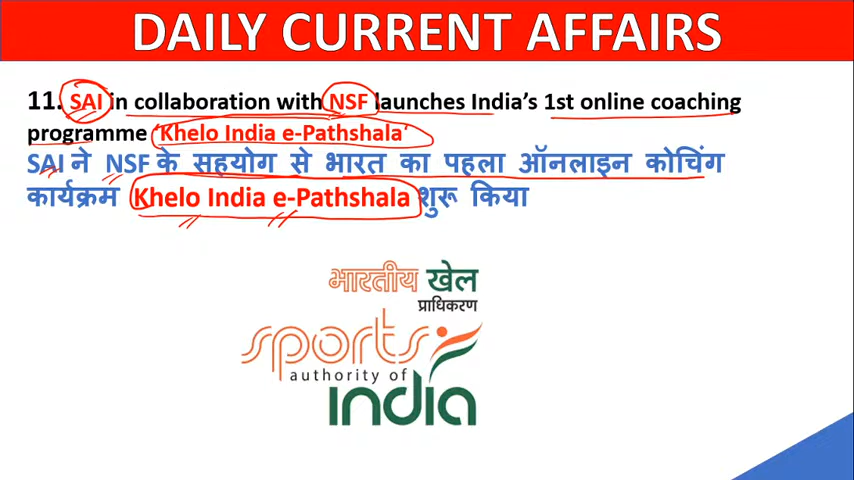 DAILY CURRENT AFFAIRS
11. SAI in collaboration with NSF launches India’s 1st online coaching
programme ‘Khelo India e-Pathshala’
SAI ने NSF के सहयोग से भारत का पहला ऑनलाइन कोचिंग
कार्यक्रम Khelo India e-Pathshala शुरू किया
भारतीय खेल
प्राधिकरण
sports
authority of
india